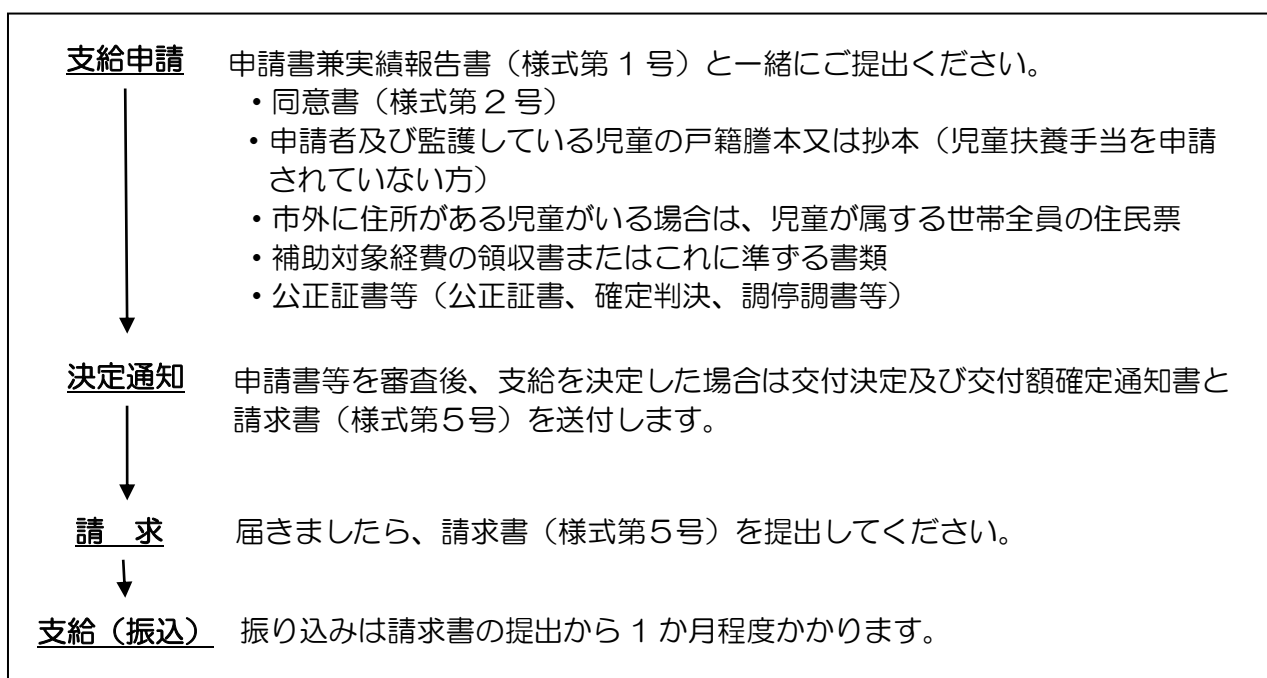 支給申請 申請書兼実績報告書（様式第1号）と一緒にご提出ください。
・同意書（様式第2号）
・申請者及び監護している児童の戸籍謄本又は抄本（児童扶養手当を申請
されていない方）
・市外に住所がある児童がいる場合は、児童が属する世帯全員の住民票
・補助対象経費の領収書またはこれに準ずる書類
・公正証書等（公正証書、確定判決、調停調書等）
決定通知 申請書等を審査後、支給を決定した場合は交付決定及び交付額確定通知書と
請求書（様式第５号）を送付します。
請　求 届きましたら、請求書（様式第５号）を提出してください。
支給（振込） 振り込みは請求書の提出から1か月程度かかります。